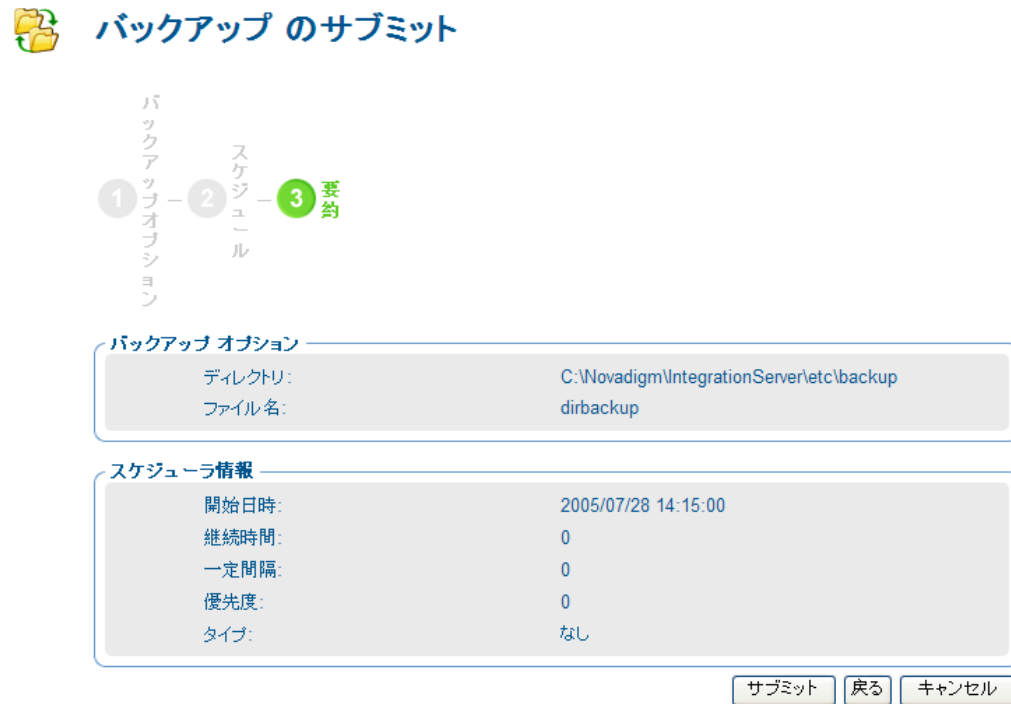 バックアップ のサブミット
1 バックアップオプション – 2 スケジュール – 3 要約
バックアップ オプション
ディレクトリ: C:\Novadigm\IntegrationServer\etc\backup
ファイル名: dirbackup
スケジューラ情報
開始日時: 2005/07/28 14:15:00
継続時間: 0
一定間隔: 0
優先度: 0
タイプ: なし
サブミット 戻る キャンセル